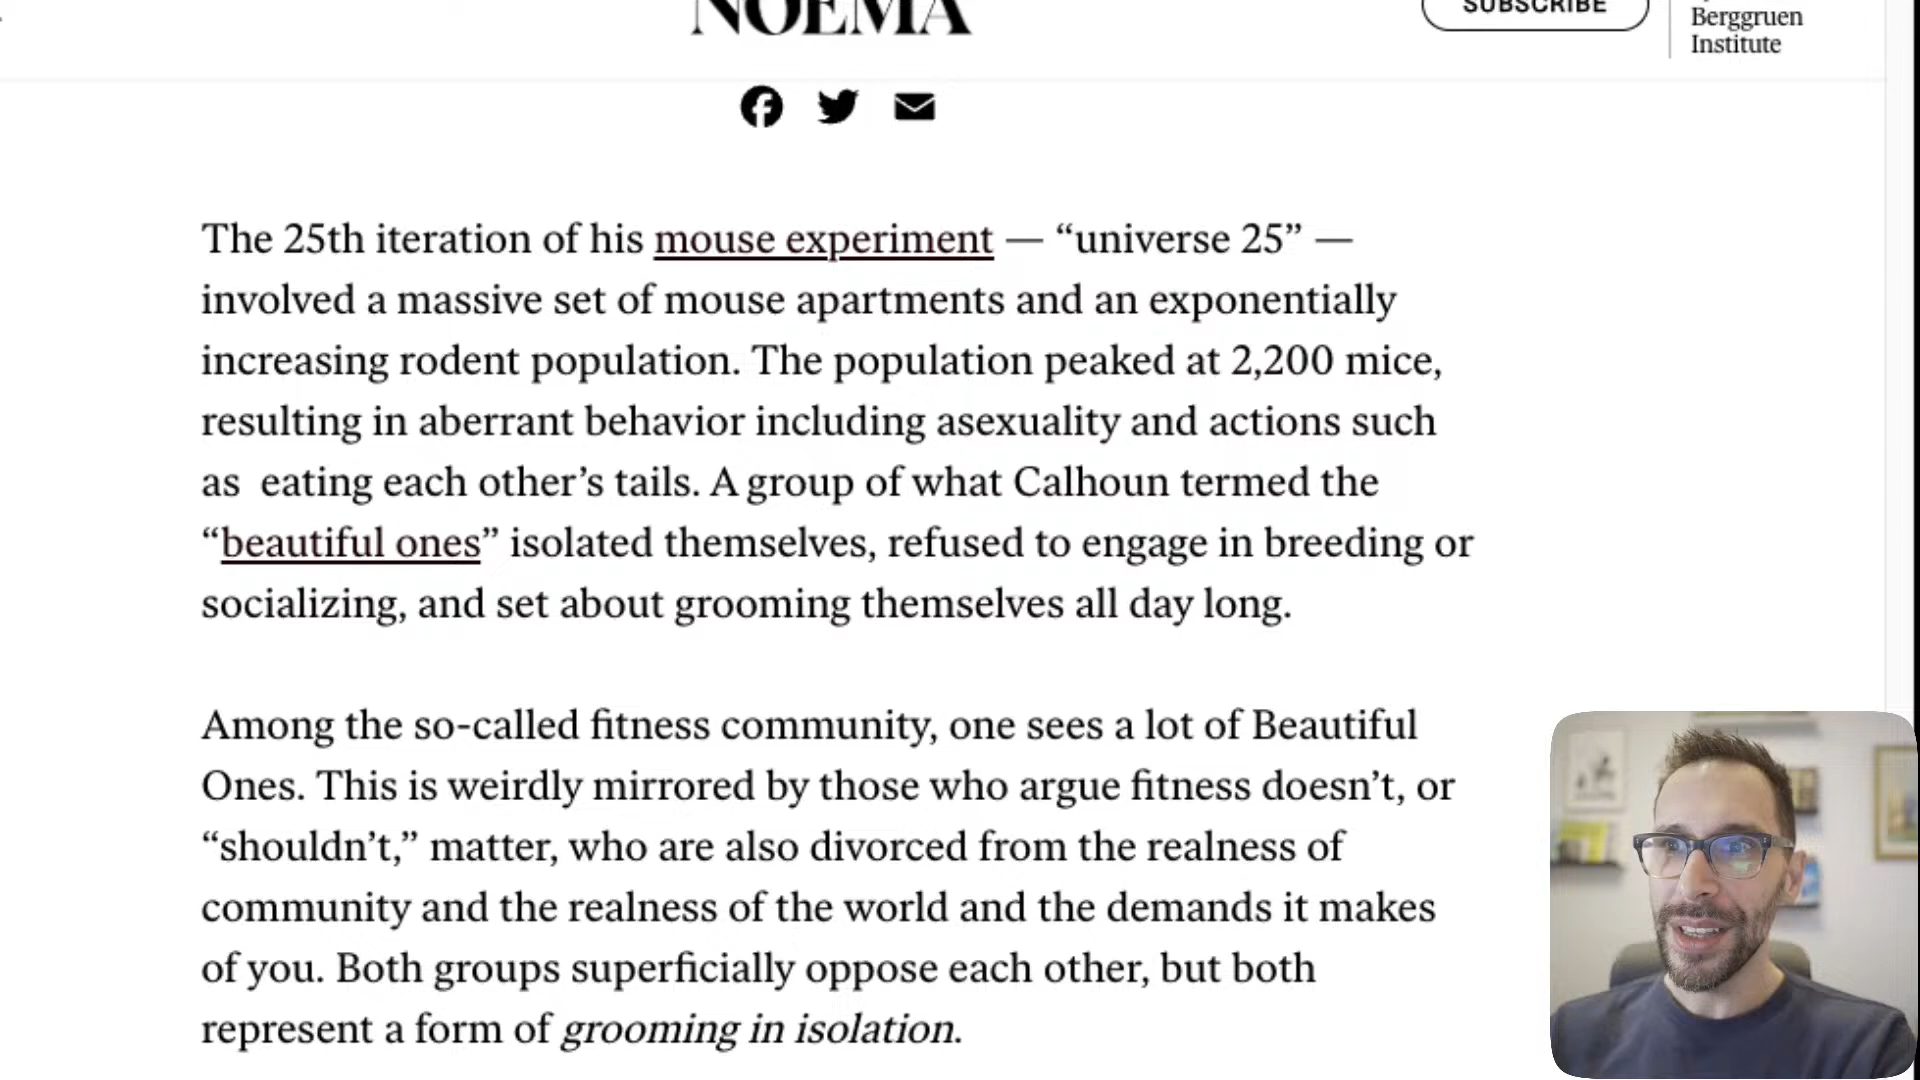 NOEMA
SUBSCRIBE
Berggruen
Institute
The 25th iteration of his mouse experiment — “universe 25” —
involved a massive set of mouse apartments and an exponentially
increasing rodent population. The population peaked at 2,200 mice,
resulting in aberrant behavior including asexuality and actions such
as  eating each other’s tails. A group of what Calhoun termed the
“beautiful ones” isolated themselves, refused to engage in breeding or
socializing, and set about grooming themselves all day long.
Among the so-called fitness community, one sees a lot of Beautiful
Ones. This is weirdly mirrored by those who argue fitness doesn’t, or
“shouldn’t,” matter, who are also divorced from the realness of
community and the realness of the world and the demands it makes
of you. Both groups superficially oppose each other, but both
represent a form of grooming in isolation.